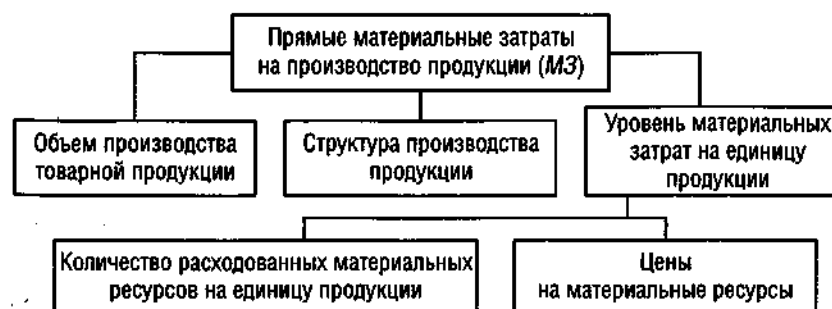 Прямые материальные затраты
на производство продукции (МЗ)
Объем производства
товарной продукции
Структура производства
продукции
Уровень материальных
затрат на единицу
продукции
Количество расходованных материальных
ресурсов на единицу продукции
Цены
на материальные ресурсы